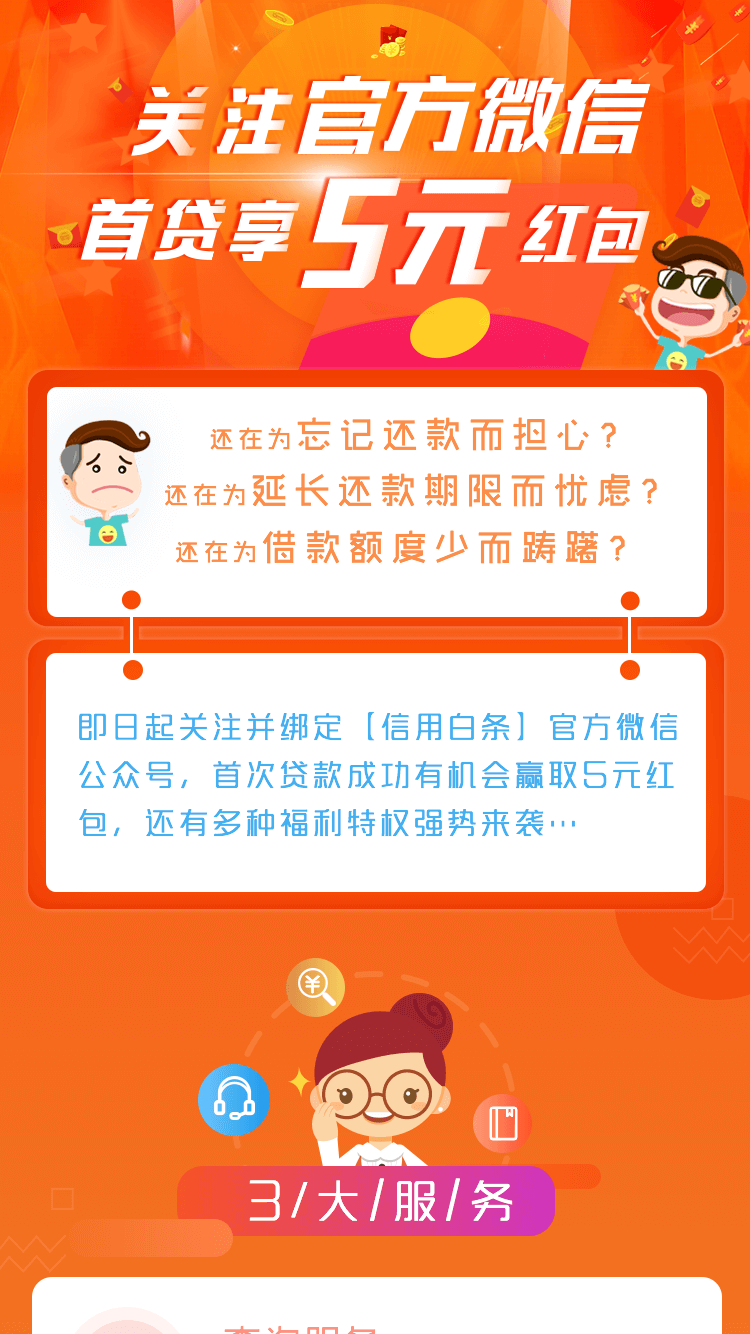 关注官方微信
首贷享5元红包
还在为忘记还款而担心？
还在为延长还款期限而忧虑？
还在为借款额度少而踌躇？
即日起关注并绑定【信用白条】官方微信
公众号，首次贷款成功有机会赢取5元红
包，还有多种福利特权强势来袭…
3/大/服/务
查询服务